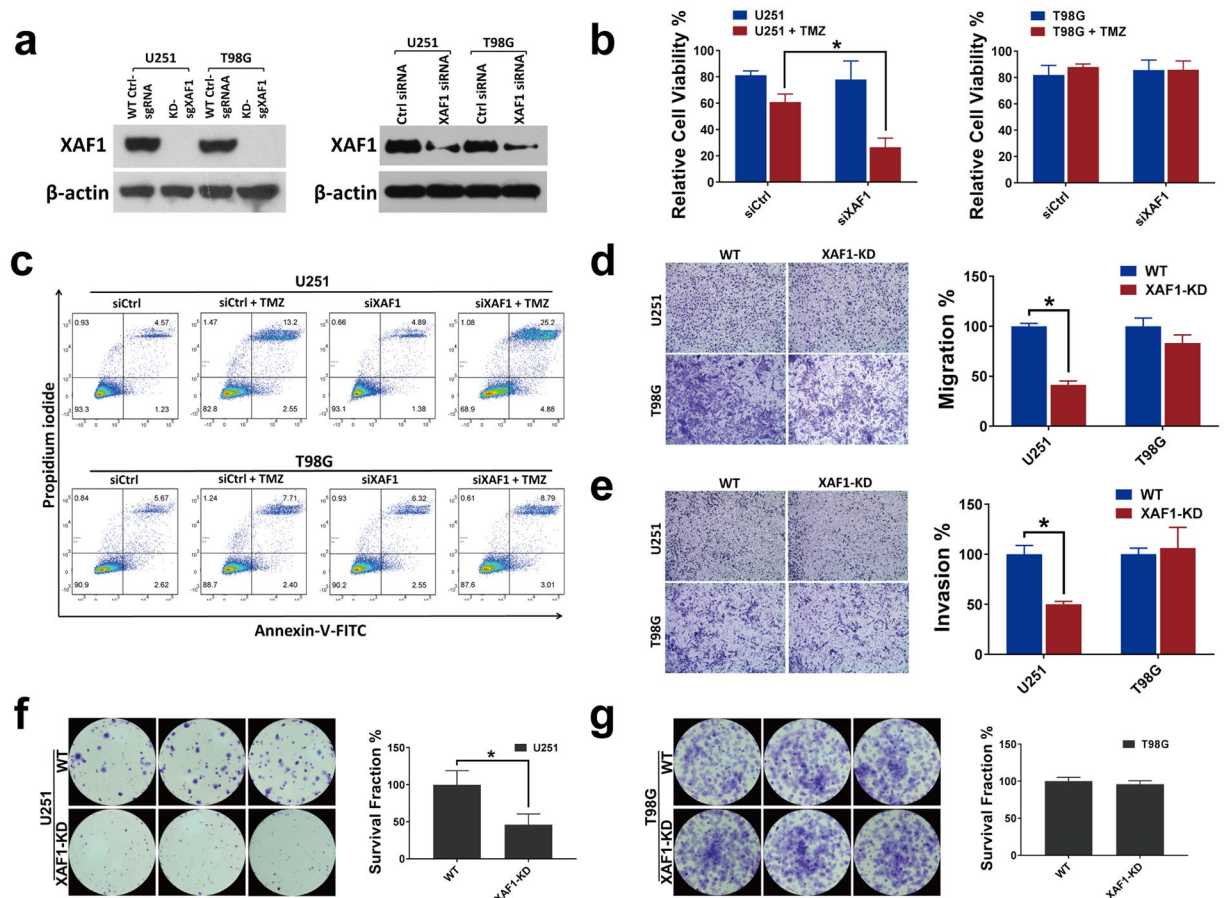 a
U251
T98G
WT Ctrl-sgRNA
KD-sgXAF1
WT Ctrl-sgRNAA
KD-sgXAF1
XAF1
β-actin
U251
T98G
Ctrl siRNA
XAF1 siRNA
Ctrl siRNA
XAF1 siRNA
XAF1
β-actin
b
U251
U251 + TMZ
Relative Cell Viability %
100
80
60
40
20
0
*
siCtrl
siXAF1
T98G
T98G + TMZ
Relative Cell Viability %
100
80
60
40
20
0
siCtrl
siXAF1
c
U251
siCtrl
siCtrl + TMZ
siXAF1
siXAF1 + TMZ
0.93 4.57
1.47 13.2
0.66 4.89
1.08 25.2
93.3 1.23
82.8 2.55
93.1 1.38
68.9 4.88
T98G
siCtrl
siCtrl + TMZ
siXAF1
siXAF1 + TMZ
0.84 5.67
1.24 7.71
0.93 6.32
0.61 8.79
90.9 2.62
88.7 2.40
90.2 2.55
87.6 3.01
Propidium iodide
Annexin-V-FITC
d
WT
XAF1-KD
U251
T98G
WT
XAF1-KD
Migration %
150
100
50
0
*
U251
T98G
e
WT
XAF1-KD
U251
T98G
WT
XAF1-KD
Invasion %
150
100
50
0
*
U251
T98G
f
U251
WT
XAF1-KD
U251
Survival Fraction %
150
100
50
0
*
WT
XAF1-KD
g
T98G
WT
XAF1-KD
T98G
Survival Fraction %
150
100
50
0
WT
XAF1-KD